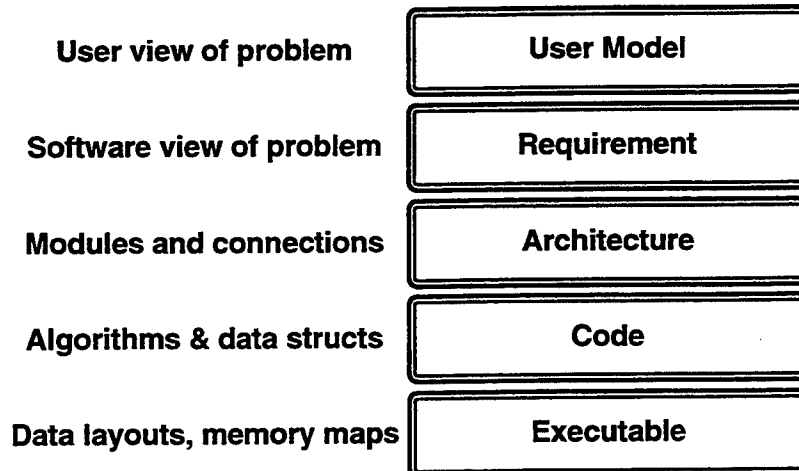 User view of problem
User Model
Software view of problem
Requirement
Modules and connections
Architecture
Algorithms & data structs
Code
Data layouts, memory maps
Executable